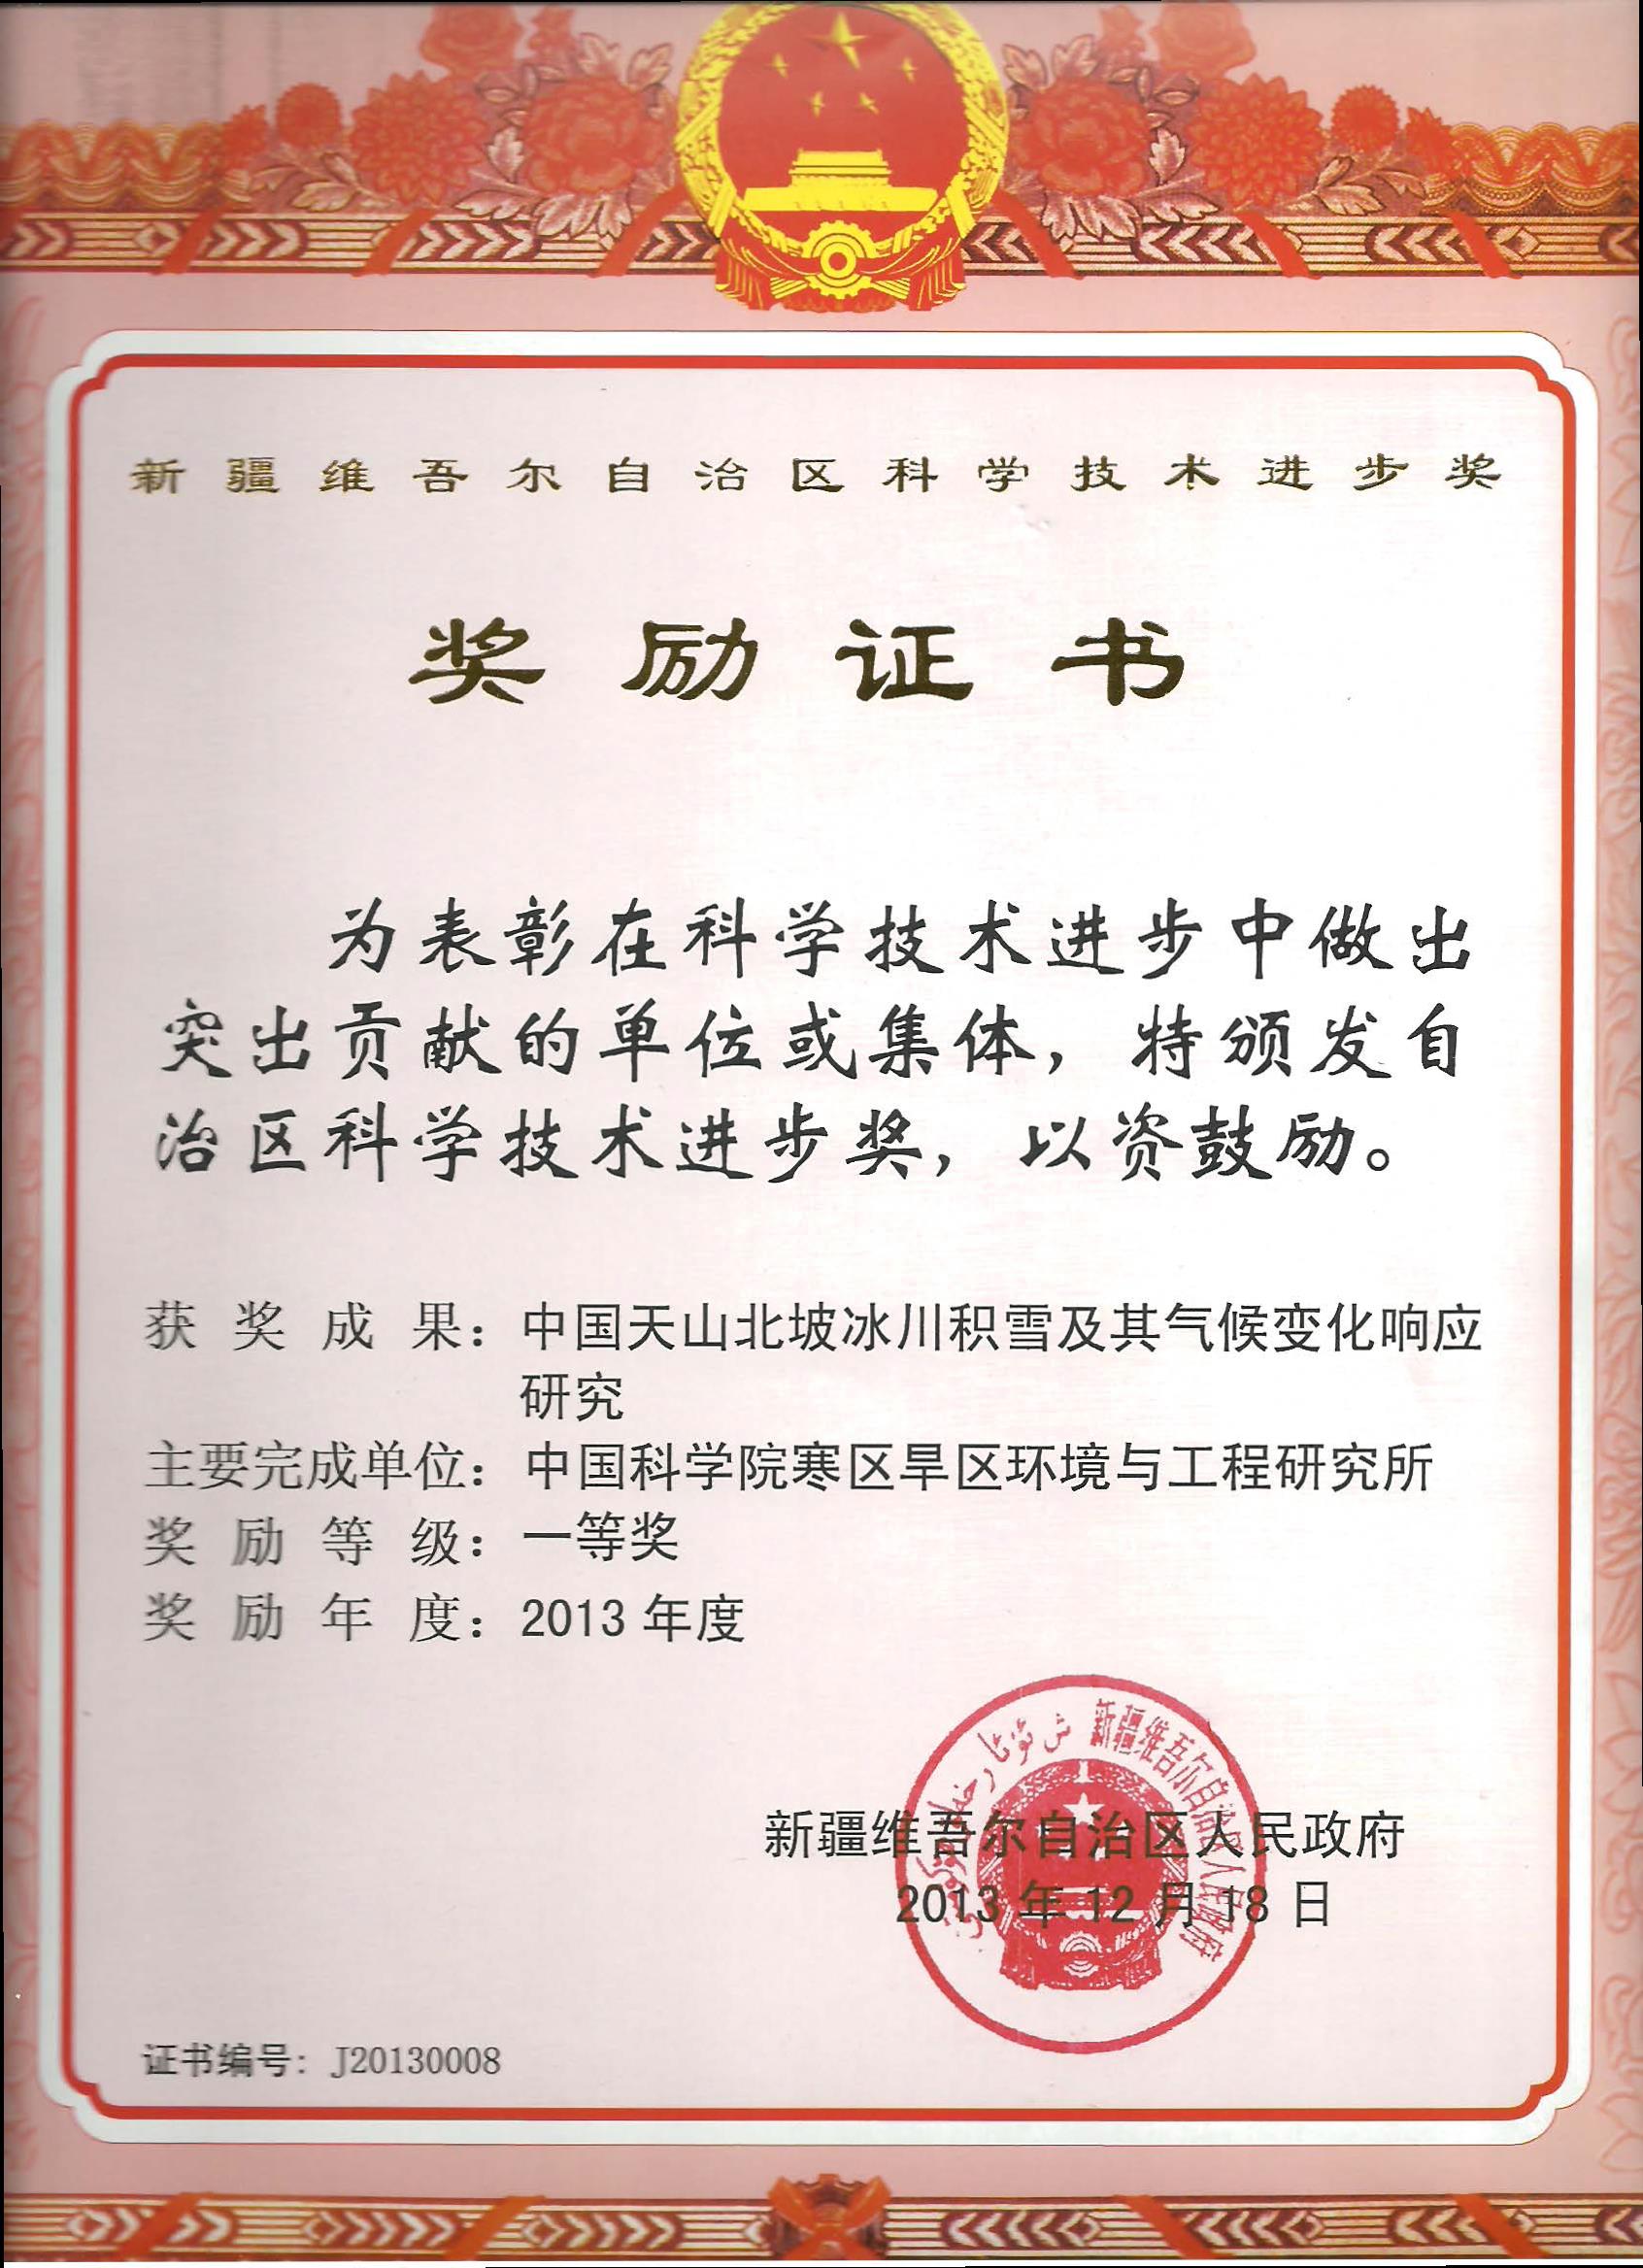 新疆维吾尔自治区科学技术进步奖
奖励证书
为表彰在科学技术进步中做出
突出贡献的单位或集体，特颁发自
治区科学技术进步奖，以资鼓励。
获奖成果：中国天山北坡冰川积雪及其气候变化响应
研究
主要完成单位：中国科学院寒区旱区环境与工程研究所
奖励等级：一等奖
奖励年度：2013 年度
新疆维吾尔自治区人民政府
新疆维吾尔自治区人民政府
2013 年 12 月 18 日
证书编号：J20130008